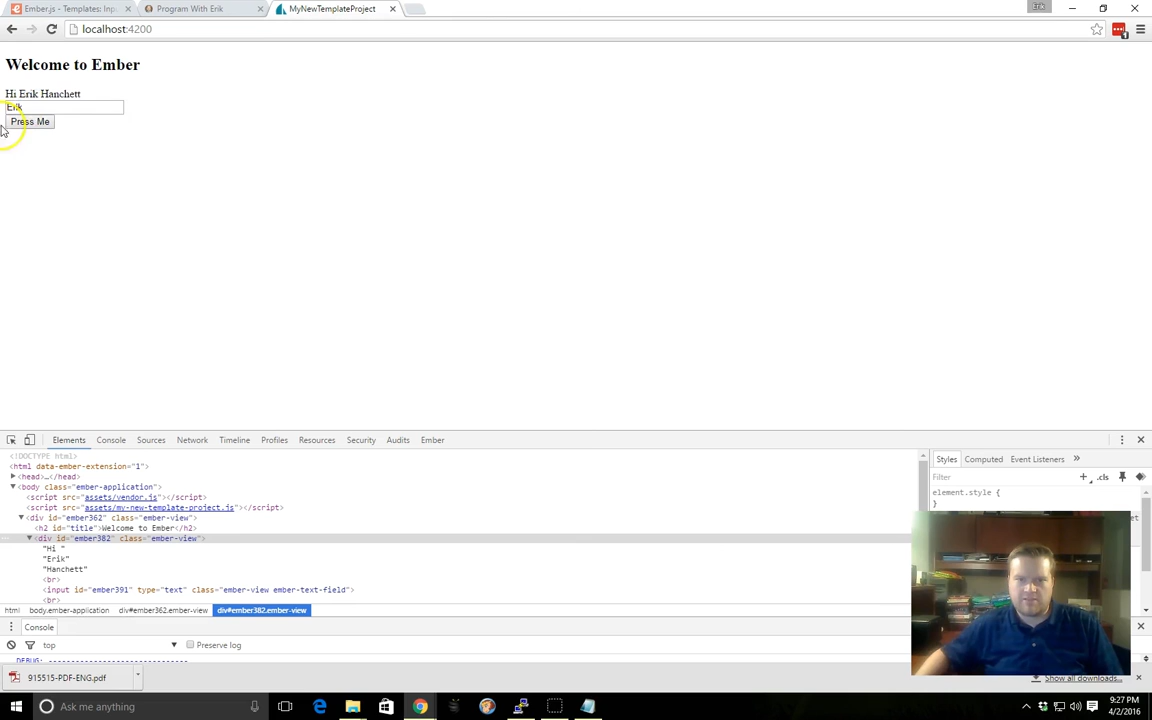 Ember.js - Templates: Inp
Program With Erik
MyNewTemplateProject
Erik
localhost:4200
1
Welcome to Ember
Hi Erik Hanchett
Erik
Press Me
Elements
Console
Sources
Network
Timeline
Profiles
Resources
Security
Audits
Ember
<!DOCTYPE html>
<html data-ember-extension="1">
<head>…</head>
<body class="ember-application">
<script src="assets/vendor.js"></script>
<script src="assets/my-new-template-project.js"></script>
<div id="ember362" class="ember-view">
<h2 id="title">Welcome to Ember</h2>
<div id="ember382" class="ember-view">
"Hi "
"Erik"
"Hanchett"
<br>
<input id="ember391" type="text" class="ember-view ember-text-field">
<br>
html
body.ember-application
div#ember362.ember-view
div#ember382.ember-view
Styles
Computed
Event Listeners
»
Filter
.cls
element.style {
}
Console
top
Preserve log
DEBUG: -------------------------------
915515-PDF-ENG.pdf
Show all downloads...
Ask me anything
9:27 PM
4/2/2016